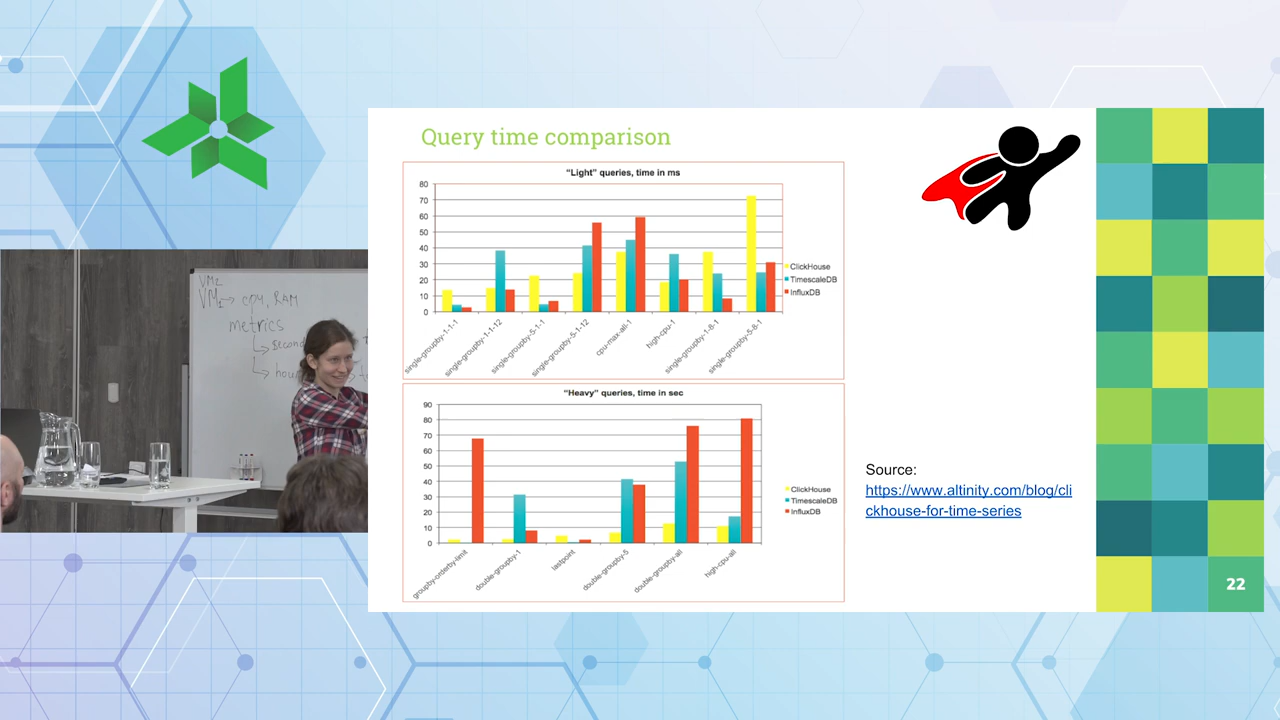 VM2
VM1 → CPU, RAM
metrics
Query time comparison
"Light" queries, time in ms
80
70
60
50
40
30
20
10
0
single-groupby-1-1-1
single-groupby-1-1-12
single-groupby-5-1-1
single-groupby-5-1-12
cpu-max-all-1
high-cpu-1
single-groupby-1-8-1
single-groupby-5-8-1
ClickHouse
TimescaleDB
InfluxDB
"Heavy" queries, time in sec
90
80
70
60
50
40
30
20
10
0
groupby-orderby-limit
double-groupby-1
lastpoint
double-groupby-5
double-groupby-all
high-cpu-all
ClickHouse
TimescaleDB
InfluxDB
Source:
https://www.altinity.com/blog/cli
ckhouse-for-time-series
22